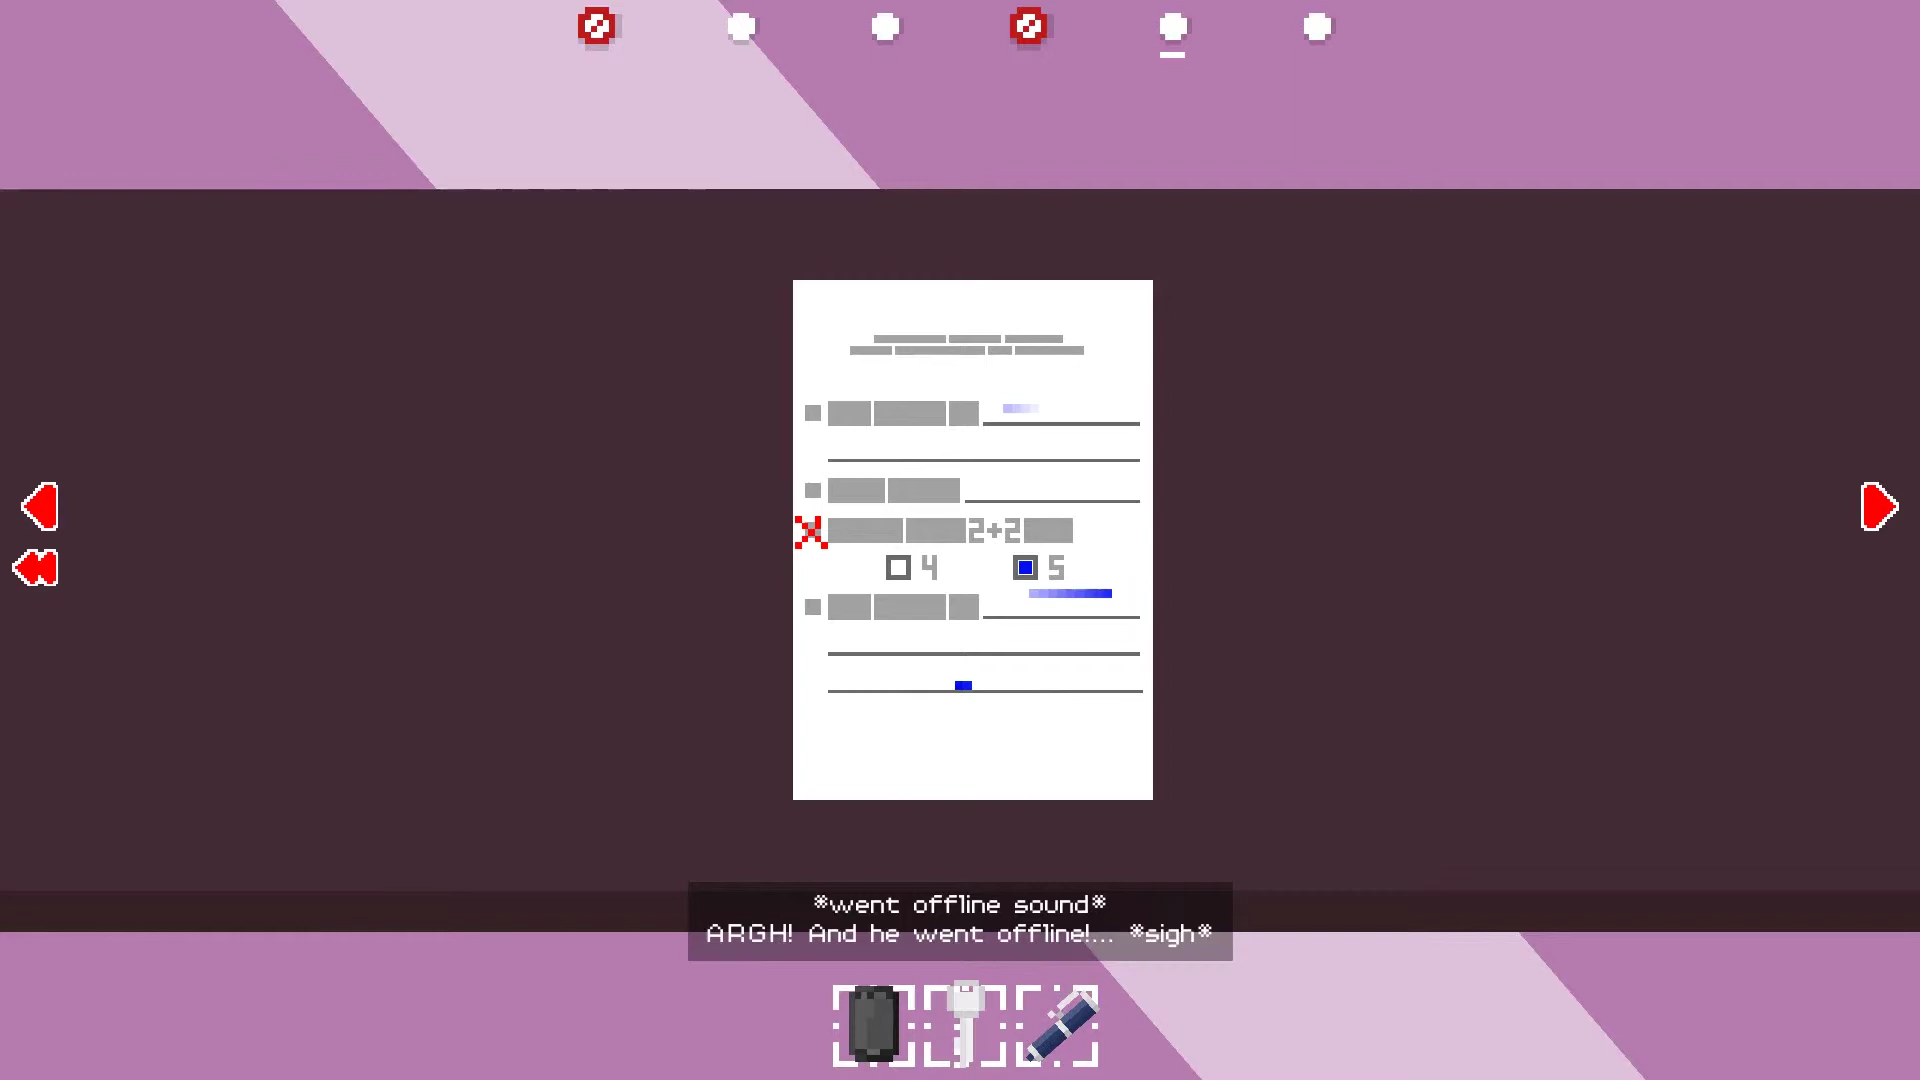 2+2
4 5
*went offline sound*
ARGH! And he went offline!... *sigh*